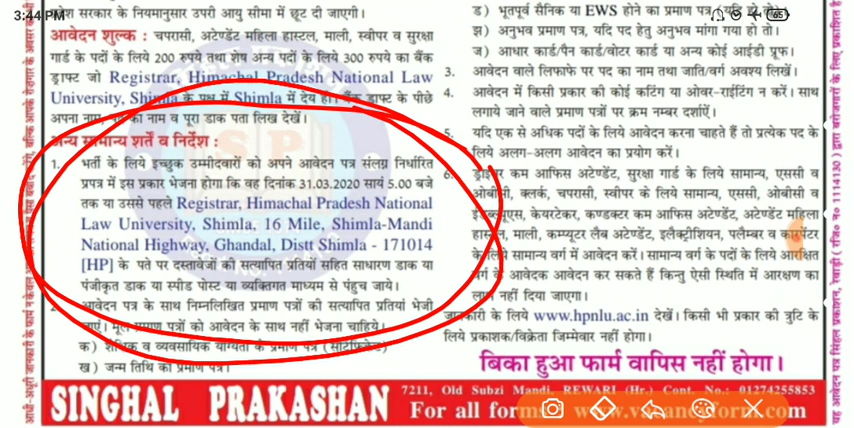 3:44 PM
65
प्रदेश सरकार के नियमानुसार उपरी आयु सीमा में छूट दी जाएगी।
आवेदन शुल्क : चपरासी, अटेण्डेंट महिला हास्टल, माली, स्वीपर व सुरक्षा
गार्ड के पदों के लिये 200 रुपये तथा शेष अन्य पदों के लिये 300 रुपये का बैंक
ड्राफ्ट जो Registrar, Himachal Pradesh National Law
University, Shimla के पक्ष में Shimla में देय हो। बैंक ड्राफ्ट के पीछे
अपना नाम, का नाम व पूरा डाक पता लिख देखें।
अन्य सामान्य शर्तें व निर्देश :
1. भर्ती के लिए इच्छुक उम्मीदवारों को अपने आवेदन पत्र संलग्न निर्धारित
प्रपत्र में इस प्रकार भेजना होगा कि वह दिनांक 31.03.2020 सायं 5.00 बजे
तक या उससे पहले Registrar, Himachal Pradesh National
Law University, Shimla, 16 Mile, Shimla-Mandi
National Highway, Ghandal, Distt Shimla - 171014
[HP] के पते पर दस्तावेजों की सत्यापित प्रतियों सहित साधारण डाक या
पंजीकृत डाक या स्पीड पोस्ट या व्यक्तिगत माध्यम से पंहुच जाये।
2. आवेदन पत्र के साथ निम्नलिखित प्रमाण पत्रों की सत्यापित प्रतियां भेजी
जाएं। मूल प्रमाण पत्रों को आवेदन के साथ नहीं भेजना चाहिये।
क) शैक्षिक व व्यवसायिक योग्यता के प्रमाण पत्र (सर्टिफिकेट)
ख) जन्म तिथि का प्रमाण पत्र।
ड) भूतपूर्व सैनिक या EWS होने का प्रमाण पत्र, यदि हो तो।
झ) अनुभव प्रमाण पत्र, यदि पद हेतु अनुभव मांगा गया हो तो।
ज) आधार कार्ड/पैन कार्ड/वोटर कार्ड या अन्य कोई आईडी प्रूफ।
3. आवेदन वाले लिफाफे पर पद का नाम तथा जाति/वर्ग अवश्य लिखें।
4. आवेदन में किसी प्रकार की कोई कटिंग या ओवर-राईटिंग न करें। साथ
लगाये जाने वाले प्रमाण पत्रों पर क्रम नम्बर दर्शाऐं।
5. यदि एक से अधिक पदों के लिये आवेदन करना चाहते हैं तो प्रत्येक पद के
लिये अलग-अलग आवेदन का प्रयोग करें।
6. ड्राईवर कम आफिस अटेण्डेंट, सुरक्षा गार्ड के लिये सामान्य, एससी व
ओबीसी, क्लर्क, चपरासी, स्वीपर के लिये सामान्य, एससी, ओबीसी व
ईडब्लूएस, केयरटेकर, कण्डक्टर कम आफिस अटेण्डेंट, अटेण्डेंट महिला
हास्टल, माली, कम्प्यूटर लैब अटेण्डेंट, इलैक्ट्रीशियन, पलैम्बर व कारपेंटर
के लिये सामान्य वर्ग में आवेदन करें। सामान्य वर्ग के पदों के लिये आरक्षित
वर्ग के आवेदक आवेदन कर सकते हैं किन्तु ऐसी स्थिति में आरक्षण का
लाभ नहीं दिया जाएगा।
जानकारी के लिये www.hpnlu.ac.in देखें। किसी भी प्रकार की त्रुटि के
लिये प्रकाशक/विक्रेता जिम्मेवार नहीं होगा।
बिका हुआ फार्म वापिस नहीं होगा।
SINGHAL PRAKASHAN
7211, Old Subzi Mandi, REWARI (Hr.) Cont. No.: 01274255853
For all forms www.vacancyform.com